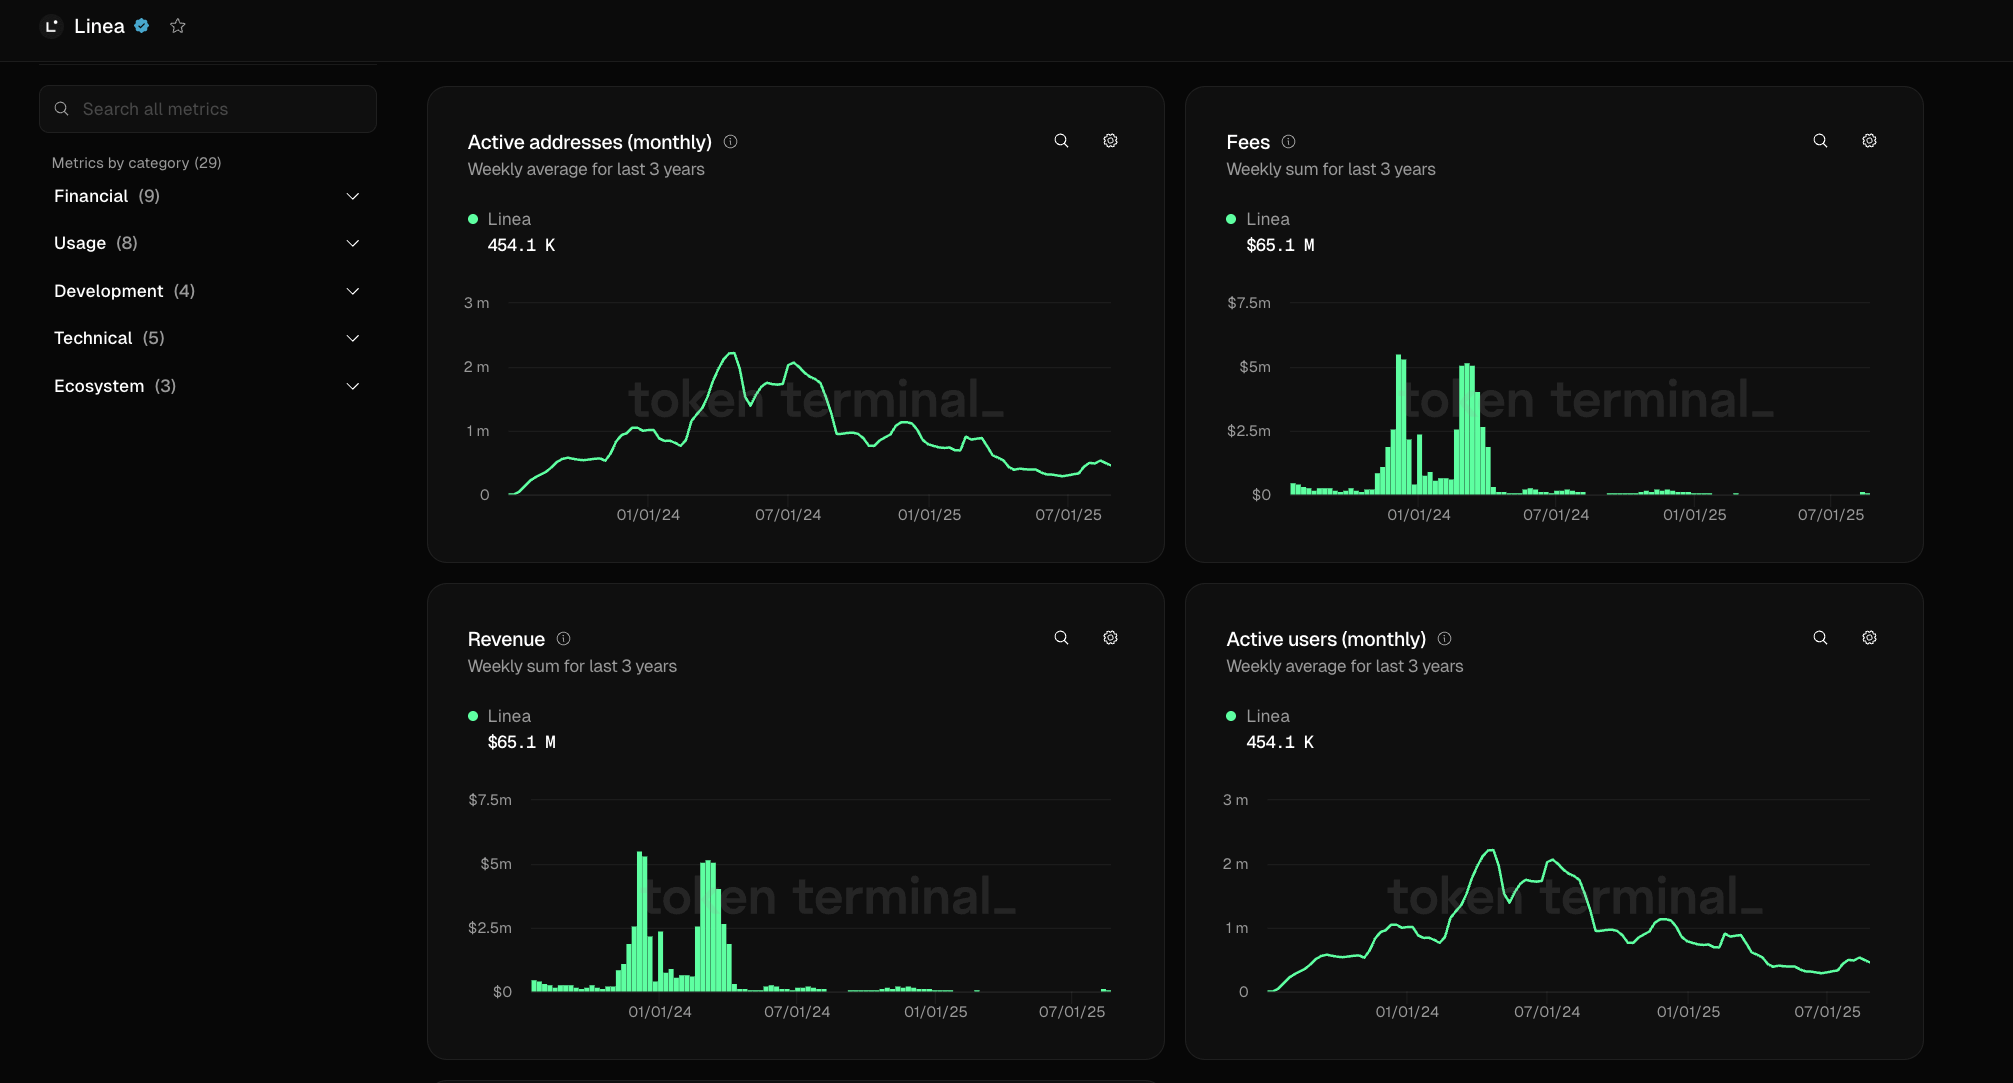 Linea
Search all metrics
Metrics by category (29)
Financial (9)
Usage (8)
Development (4)
Technical (5)
Ecosystem (3)
Active addresses (monthly)
Weekly average for last 3 years
Linea
454.1 K
3 m
2 m
1 m
0
token terminal_
01/01/24 07/01/24 01/01/25 07/01/25
Fees
Weekly sum for last 3 years
Linea
$65.1 M
$7.5m
$5m
$2.5m
$0
token terminal_
01/01/24 07/01/24 01/01/25 07/01/25
Revenue
Weekly sum for last 3 years
Linea
$65.1 M
$7.5m
$5m
$2.5m
$0
token terminal_
01/01/24 07/01/24 01/01/25 07/01/25
Active users (monthly)
Weekly average for last 3 years
Linea
454.1 K
3 m
2 m
1 m
0
token terminal_
01/01/24 07/01/24 01/01/25 07/01/25